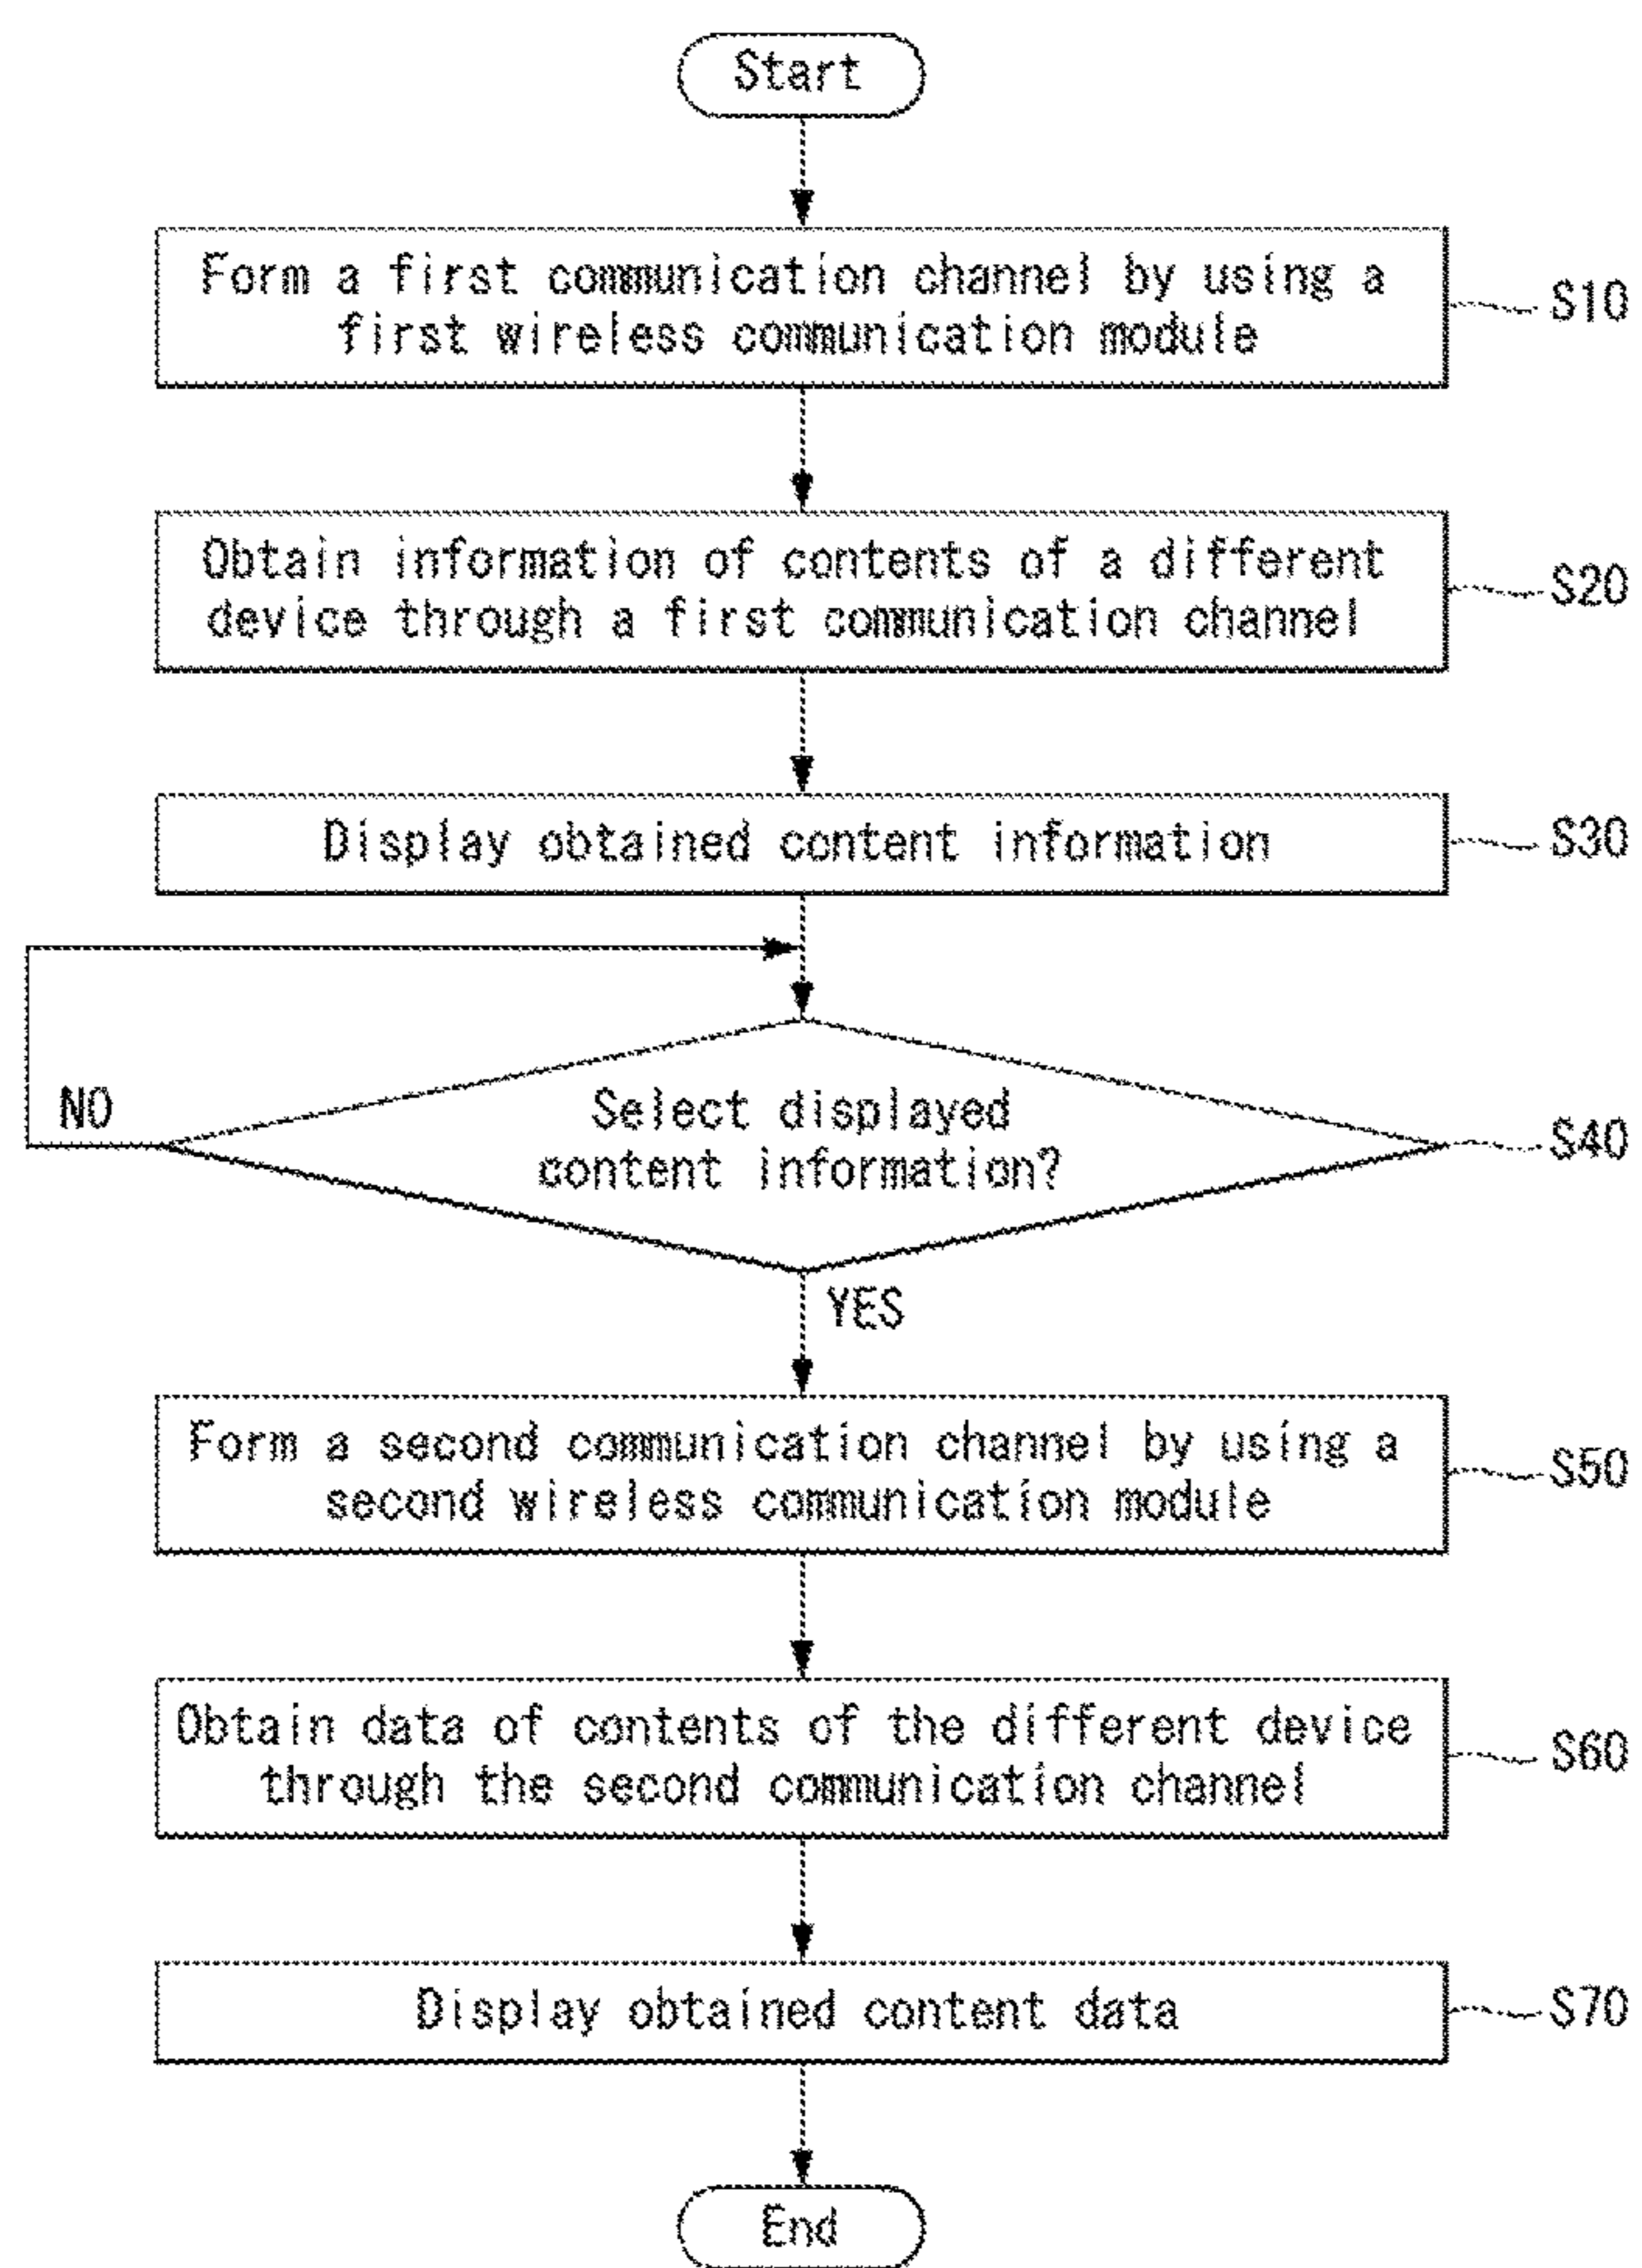 Start
Form a first communication channel by using a
first wireless communication module
S10
Obtain information of contents of a different
device through a first communication channel
S20
Display obtained content information
S30
NO
Select displayed
content information?
S40
YES
Form a second communication channel by using a
second wireless communication module
S50
Obtain data of contents of the different device
through the second communication channel
S60
Display obtained content data
S70
End